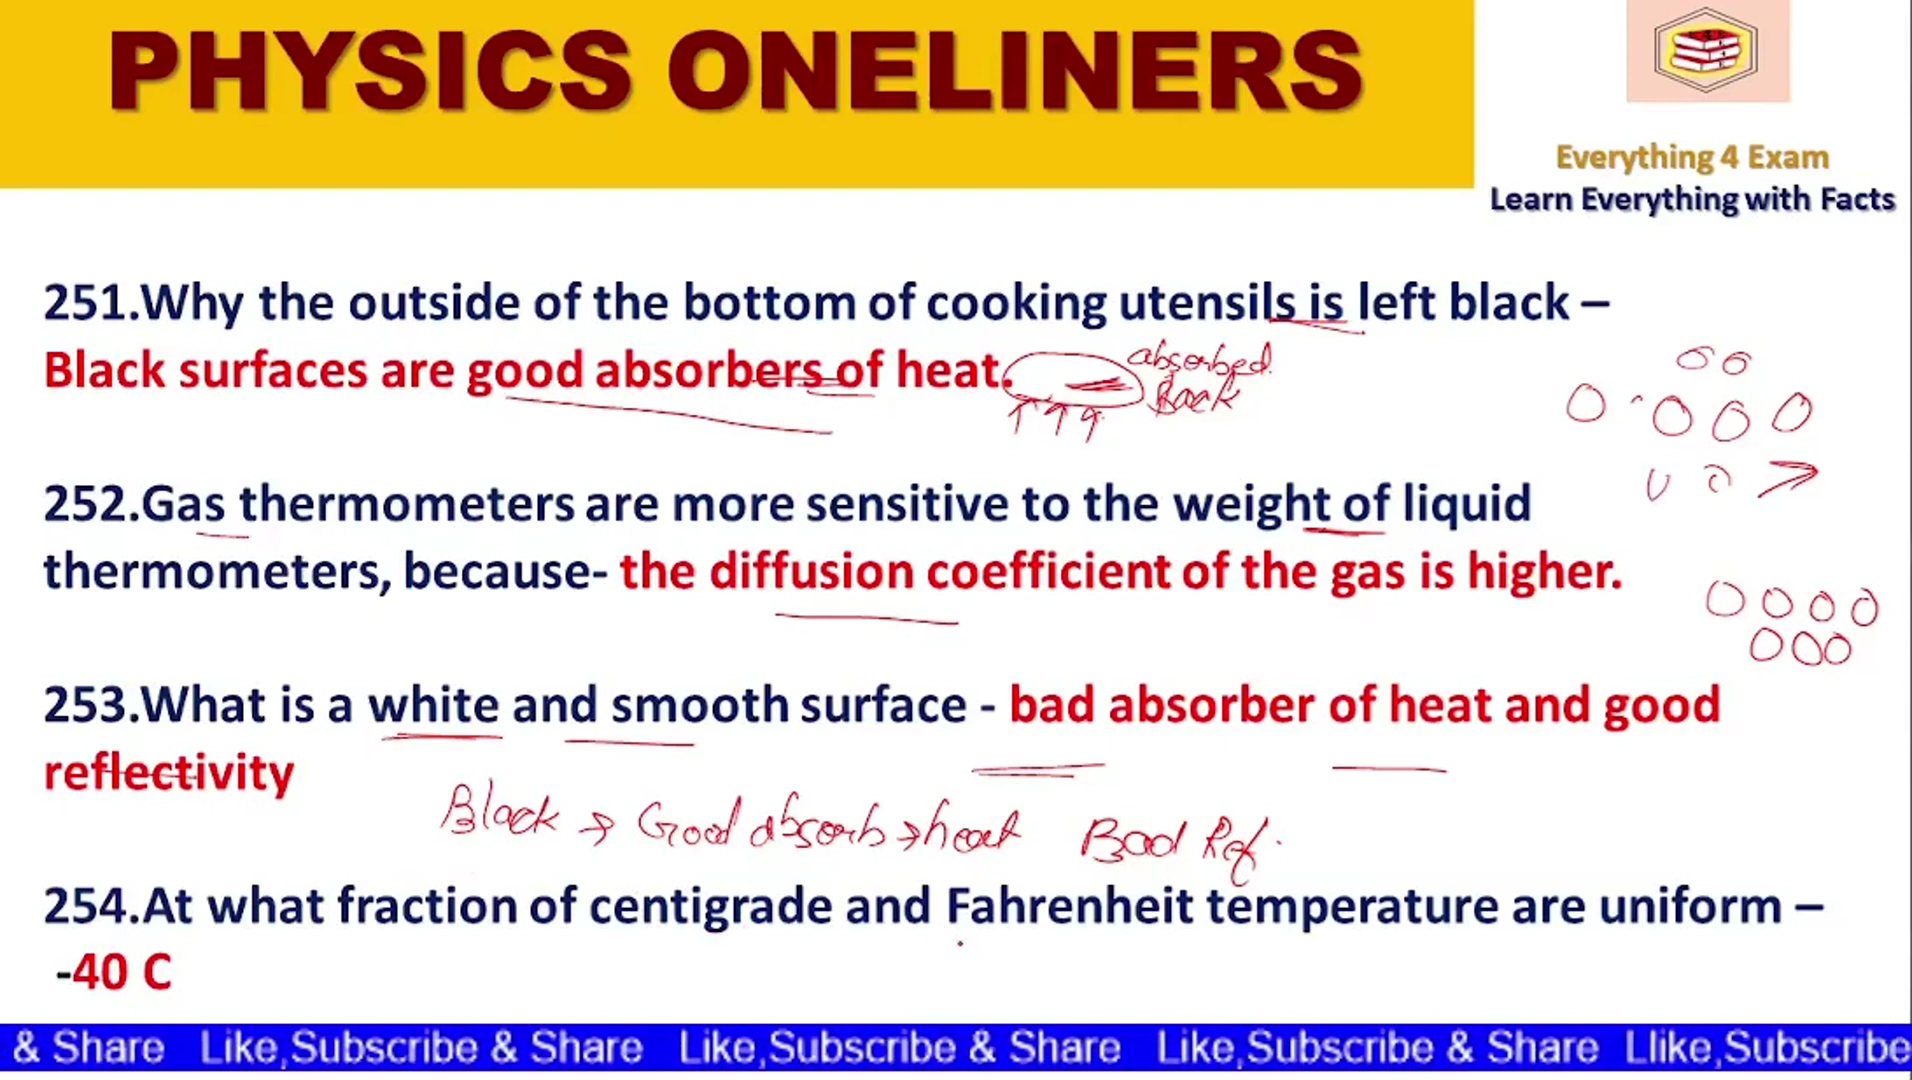 PHYSICS ONELINERS
Everything 4 Exam
Learn Everything with Facts
251.Why the outside of the bottom of cooking utensils is left black –
Black surfaces are good absorbers of heat.
absorbed.
252.Gas thermometers are more sensitive to the weight of liquid
thermometers, because- the diffusion coefficient of the gas is higher.
253.What is a white and smooth surface - bad absorber of heat and good
reflectivity
Black → Good absorb → heat Bad Ref.
254.At what fraction of centigrade and Fahrenheit temperature are uniform –
-40 C
& Share Like,Subscribe & Share Like,Subscribe & Share Like,Subscribe & Share Llike,Subscribe